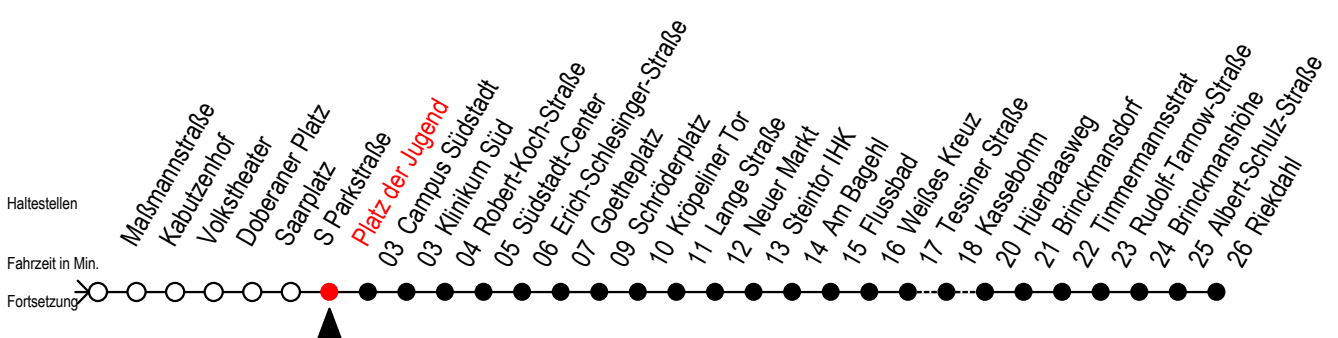 Haltestellen
Fahrzeit in Min.
Fortsetzung
Maßmannstraße
Kabutzenhof
Volkstheater
Doberaner Platz
Saarplatz
S Parkstraße
Platz der Jugend
03 Campus Südstadt
03 Klinikum Süd
04 Robert-Koch-Straße
05 Südstadt-Center
06 Erich-Schlesinger-Straße
07 Goetheplatz
09 Schröderplatz
10 Kröpeliner Tor
11 Lange Straße
12 Neuer Markt
13 Steintor IHK
14 Am Bagehl
15 Flussbad
16 Weißes Kreuz
17 Tessiner Straße
18 Kassebohm
20 Hüerbaasweg
21 Brinckmansdorf
22 Timmermannsstrat
23 Rudolf-Tarnow-Straße
24 Brinckmanshöhe
25 Albert-Schulz-Straße
26 Riekdahl